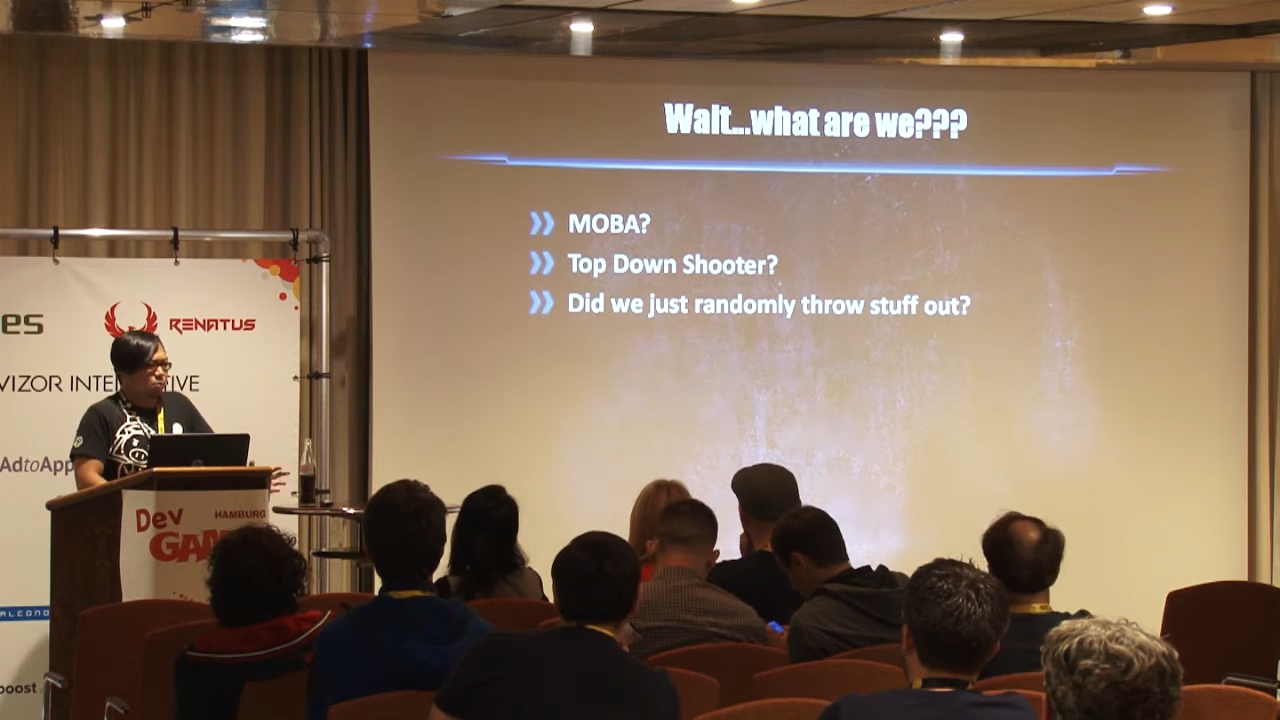 Wait...what are we???
MOBA?
Top Down Shooter?
Did we just randomly throw stuff out?
es
RENATUS
VIZOR INTE
TIVE
AdtoApp
Dev
HAMBURG
GAM
ALCOND
boost